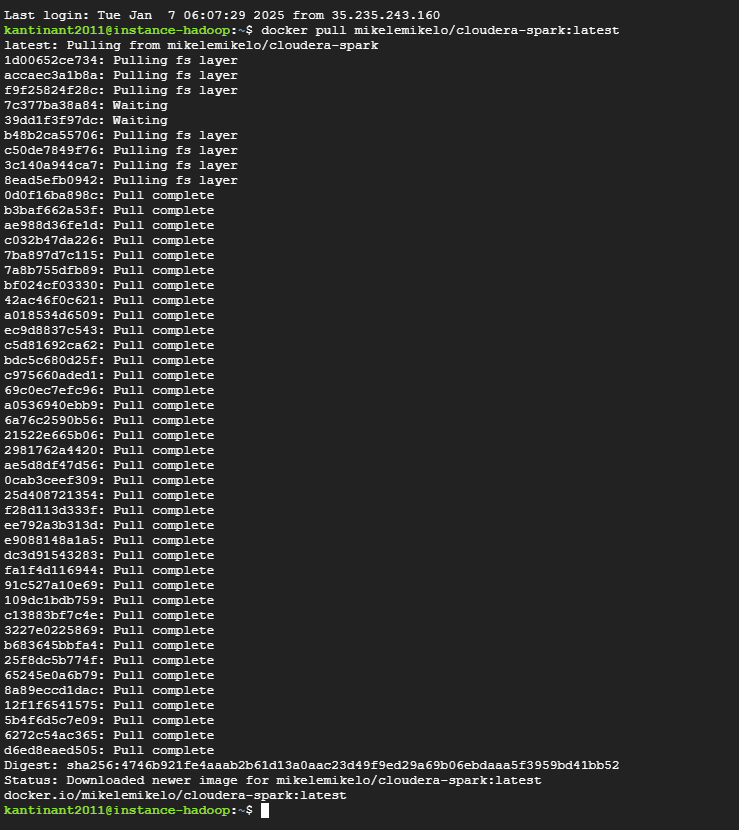 Last login: Tue Jan  7 06:07:29 2025 from 35.235.243.160
kantinant2011@instance-hadoop:~$ docker pull mikelemikelo/cloudera-spark:latest
latest: Pulling from mikelemikelo/cloudera-spark
1d00652ce734: Pulling fs layer
accaec3a1b8a: Pulling fs layer
f9f25824f28c: Pulling fs layer
7c377ba38a84: Waiting
39dd1f3f97dc: Waiting
b48b2ca55706: Pulling fs layer
c50de7849f76: Pulling fs layer
3c140a944ca7: Pulling fs layer
8ead5efb0942: Pulling fs layer
0d0f16ba898c: Pull complete
b3baf662a53f: Pull complete
ae988d36fe1d: Pull complete
c032b47da226: Pull complete
7ba897d7c115: Pull complete
7a8b755dfb89: Pull complete
bf024cf03330: Pull complete
42ac46f0c621: Pull complete
a018534d6509: Pull complete
ec9d8837c543: Pull complete
c5d81692ca62: Pull complete
bdc5c680d25f: Pull complete
c975660aded1: Pull complete
69c0ec7efc96: Pull complete
a0536940ebb9: Pull complete
6a76c2590b56: Pull complete
21522e665b06: Pull complete
2981762a4420: Pull complete
ae5d8df47d56: Pull complete
0cab3ceef309: Pull complete
25d408721354: Pull complete
f28d113d333f: Pull complete
ee792a3b313d: Pull complete
e9088148a1a5: Pull complete
dc3d91543283: Pull complete
fa1f4d116944: Pull complete
91c527a10e69: Pull complete
109dc1bdb759: Pull complete
c13883bf7c4e: Pull complete
3227e0225869: Pull complete
b683645bbfa4: Pull complete
25f8dc5b774f: Pull complete
65245e0a6b79: Pull complete
8a89eccd1dac: Pull complete
12f1f6541575: Pull complete
5b4f6d5c7e09: Pull complete
6272c54ac365: Pull complete
d6ed8eaed505: Pull complete
Digest: sha256:4746b921fe4aaab2b61d13a0aac23d49f9ed29a69b06ebdaaa5f3959bd41bb52
Status: Downloaded newer image for mikelemikelo/cloudera-spark:latest
docker.io/mikelemikelo/cloudera-spark:latest
kantinant2011@instance-hadoop:~$